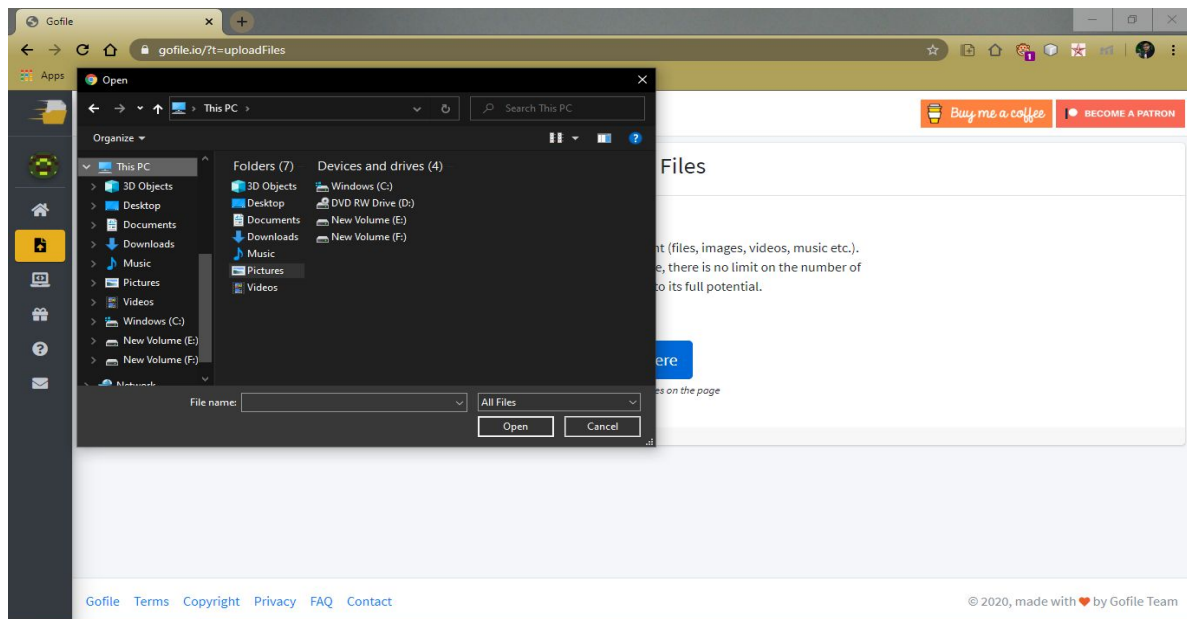 Gofile
gofile.io/?t=uploadFiles
1
Apps
Open
This PC
Search This PC
Organize
This PC
3D Objects
Desktop
Documents
Downloads
Music
Pictures
Videos
Windows (C:)
New Volume (E:)
New Volume (F:)
Network
Folders (7)
3D Objects
Desktop
Documents
Downloads
Music
Pictures
Videos
Devices and drives (4)
Windows (C:)
DVD RW Drive (D:)
New Volume (E:)
New Volume (F:)
File name:
All Files
Open
Cancel
Buy me a coffee
BECOME A PATRON
Files
(files, images, videos, music etc.).
there is no limit on the number of
to its full potential.
on the page
Gofile Terms Copyright Privacy FAQ Contact
© 2020, made with ❤ by Gofile Team